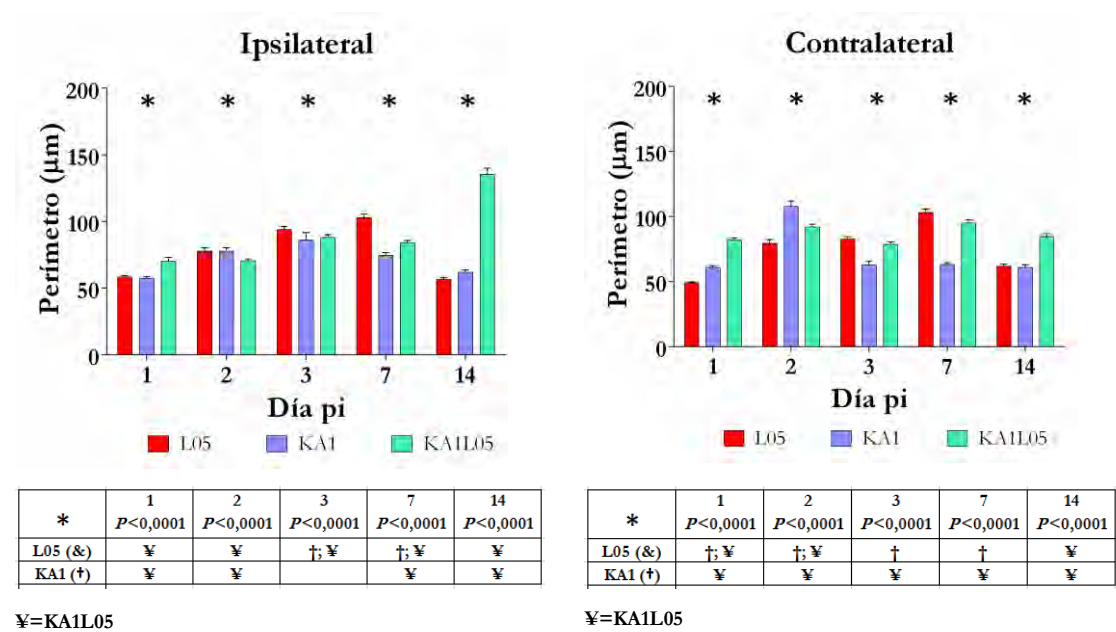 Ipsilateral
Perímetro (µm)
200
150
100
50
0
* * * * *
1 2 3 7 14
Día pi
L05 KA1 KA1L05
* 1 2 3 7 14
P<0,0001 P<0,0001 P<0,0001 P<0,0001 P<0,0001
L05 (&) ¥ ¥ †; ¥ †; ¥ ¥
KA1 (†) ¥ ¥ ¥ ¥
¥=KA1L05
Contralateral
Perímetro (µm)
200
150
100
50
0
* * * * *
1 2 3 7 14
Día pi
L05 KA1 KA1L05
* 1 2 3 7 14
P<0,0001 P<0,0001 P<0,0001 P<0,0001 P<0,0001
L05 (&) †; ¥ †; ¥ † † ¥
KA1 (†) ¥ ¥ ¥ ¥ ¥
¥=KA1L05